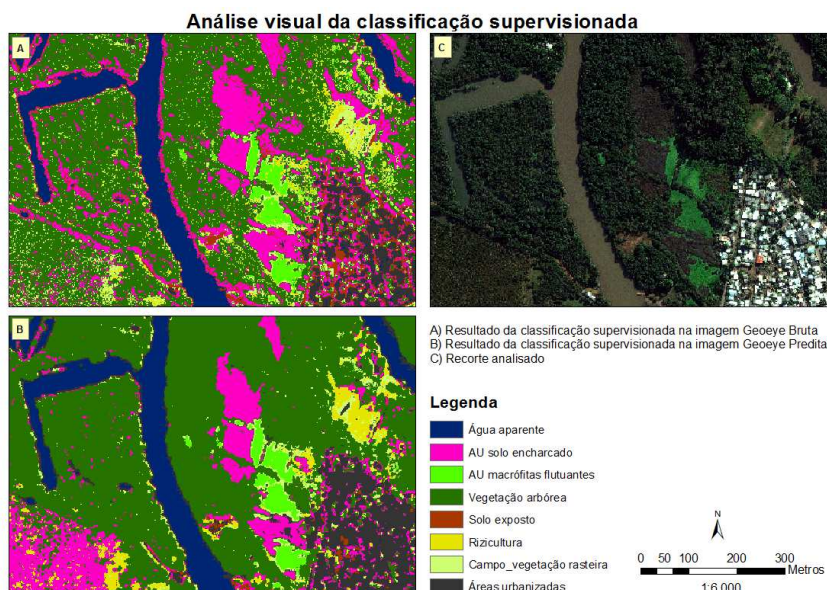 Análise visual da classificação supervisionada
A
C
B
A) Resultado da classificação supervisionada na imagem Geoeye Bruta
B) Resultado da classificação supervisionada na imagem Geoeye Predita
C) Recorte analisado
Legenda
Água aparente
AU solo encharcado
AU macrófitas flutuantes
Vegetação arbórea
Solo exposto
Rizicultura
Campo_vegetação rasteira
Áreas urbanizadas
N
0 50 100 200 300
Metros
1:6.000